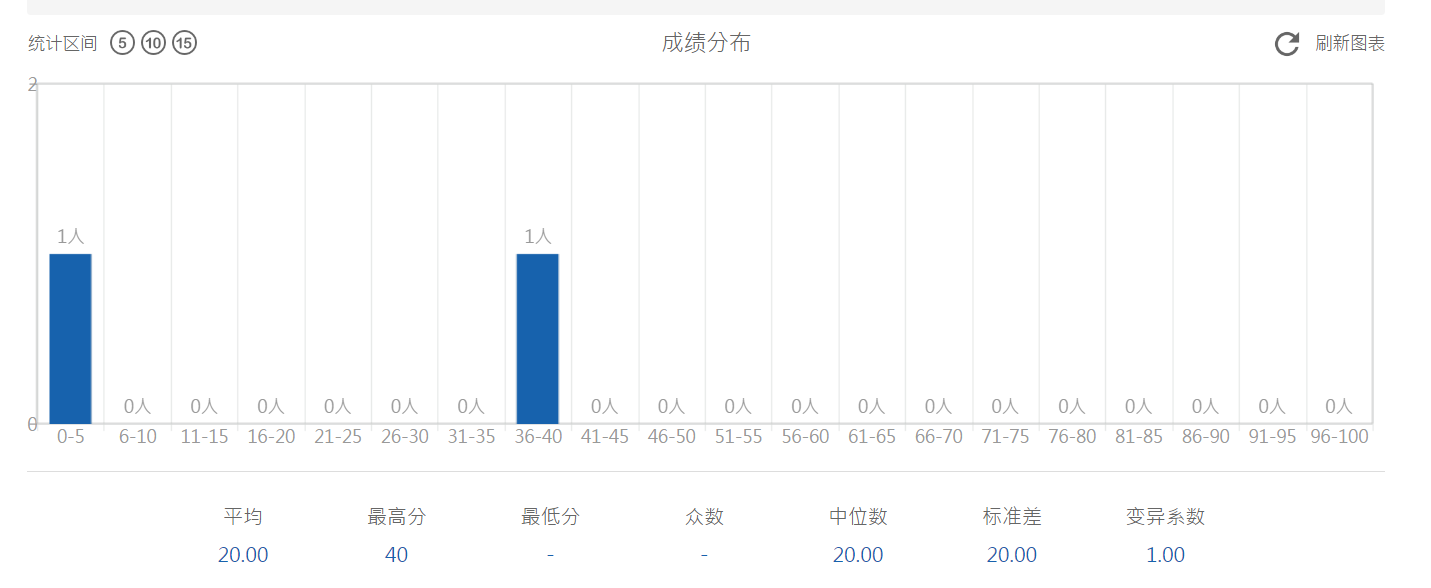 统计区间 5 10 15 成绩分布 刷新图表
2
1人 1人
0人 0人 0人 0人 0人 0人 0人 0人 0人 0人 0人 0人 0人 0人 0人 0人 0人 0人
0
0-5 6-10 11-15 16-20 21-25 26-30 31-35 36-40 41-45 46-50 51-55 56-60 61-65 66-70 71-75 76-80 81-85 86-90 91-95 96-100
平均 最高分 最低分 众数 中位数 标准差 变异系数
20.00 40 - - 20.00 20.00 1.00